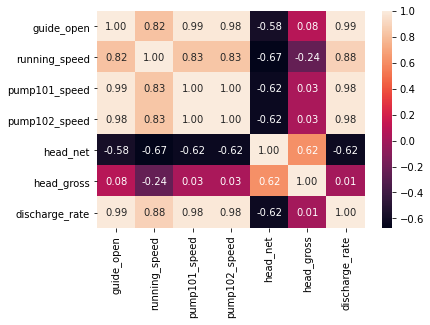 guide_open 1.00 0.82 0.99 0.98 -0.58 0.08 0.99
running_speed 0.82 1.00 0.83 0.83 -0.67 -0.24 0.88
pump101_speed 0.99 0.83 1.00 1.00 -0.62 0.03 0.98
pump102_speed 0.98 0.83 1.00 1.00 -0.62 0.03 0.98
head_net -0.58 -0.67 -0.62 -0.62 1.00 0.62 -0.62
head_gross 0.08 -0.24 0.03 0.03 0.62 1.00 0.01
discharge_rate 0.99 0.88 0.98 0.98 -0.62 0.01 1.00
guide_open
running_speed
pump101_speed
pump102_speed
head_net
head_gross
discharge_rate
1.0
0.8
0.6
0.4
0.2
0.0
−0.2
−0.4
−0.6